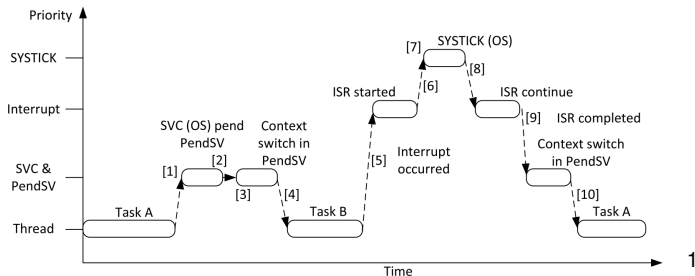 Priority
SYSTICK (OS)
[7]
SYSTICK
[8]
[6]
ISR started
ISR continue
Interrupt
[9]
ISR completed
SVC (OS) pend
PendSV
Context
switch in
PendSV
Context switch
in PendSV
[5]
Interrupt
occurred
[1]
[2]
SVC &
PendSV
[3]
[4]
[10]
Task A
Task B
Task A
Thread
Time
1